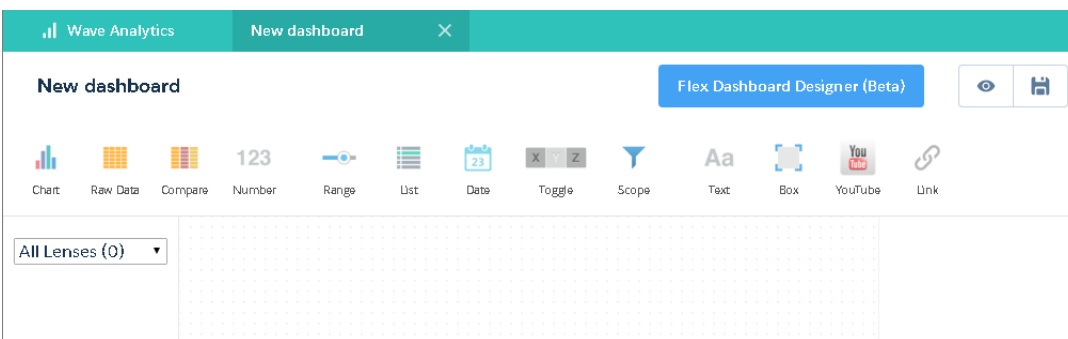 Wave Analytics
New dashboard
New dashboard
Flex Dashboard Designer (Beta)
123
23
X Y Z
Aa
You Tube
Chart
Raw Data
Compare
Number
Range
List
Date
Toggle
Scope
Text
Box
YouTube
Link
All Lenses (0)